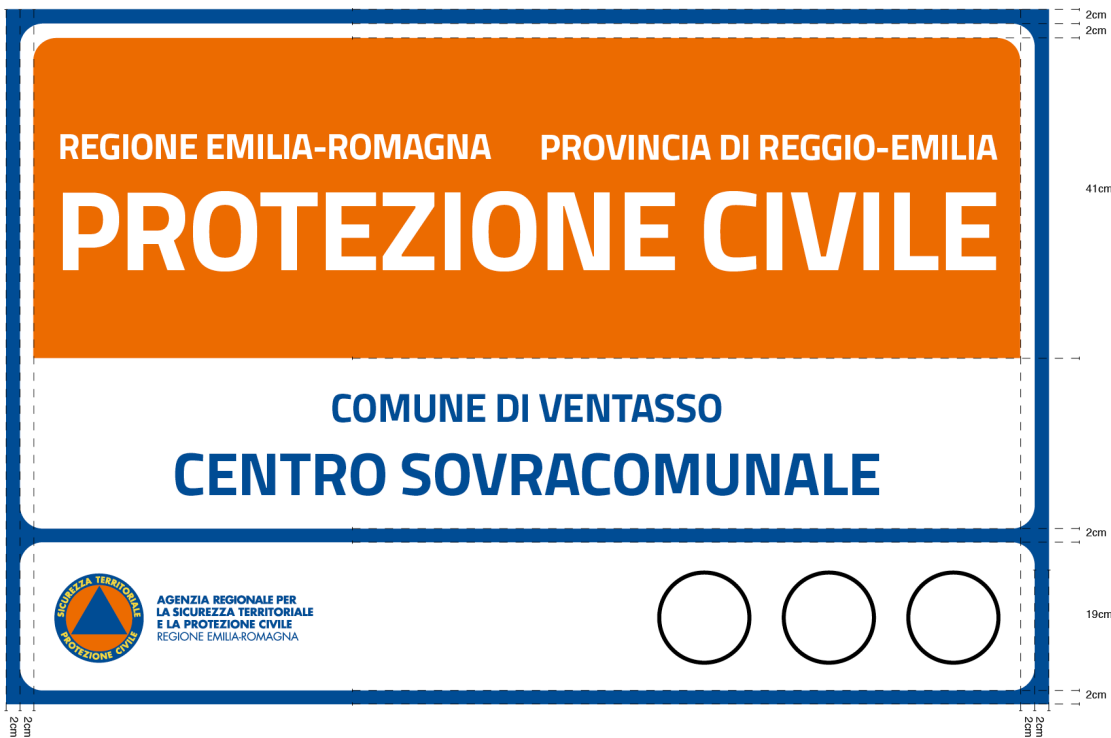 2cm
2cm
REGIONE EMILIA-ROMAGNA PROVINCIA DI REGGIO-EMILIA
PROTEZIONE CIVILE
41cm
COMUNE DI VENTASSO
CENTRO SOVRACOMUNALE
2cm
SICUREZZA TERRITORIALE
PROTEZIONE CIVILE
AGENZIA REGIONALE PER
LA SICUREZZA TERRITORIALE
E LA PROTEZIONE CIVILE
REGIONE EMILIA-ROMAGNA
19cm
2cm
2cm
2cm
2cm
2cm